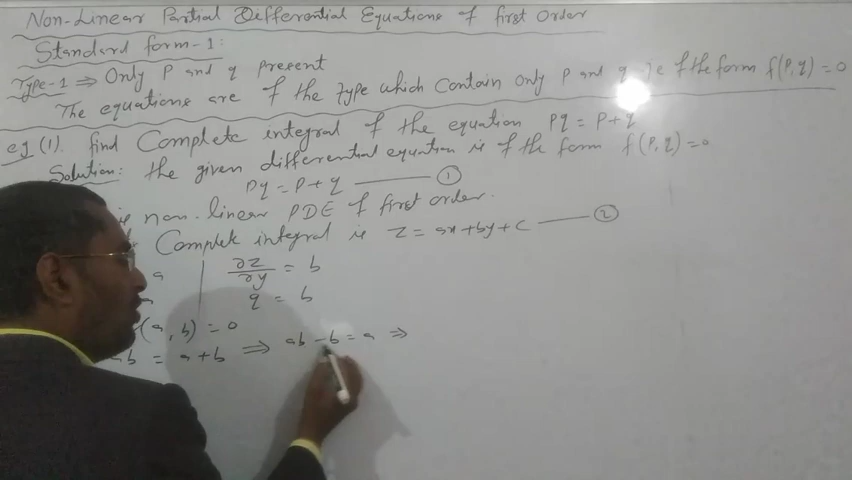 Non-Linear Partial Differential Equations of first Order
Standard form-1:
Type-1 ⇒ Only P and q present
The equations are of the type which contain only P and q ie of the form f(P,q) = 0
eg (1). find Complete integral of the equation Pq = P+q
Solution: the given differential equation is of the form f(P,q)=0
Pq = P+q —— ①
is non-linear PDE of first order.
Complete integral is Z = ax+by+c —— ②
a | ∂z/∂y = b
a | q = b
(a, b) = 0
ab = a+b ⇒ ab-b = a ⇒